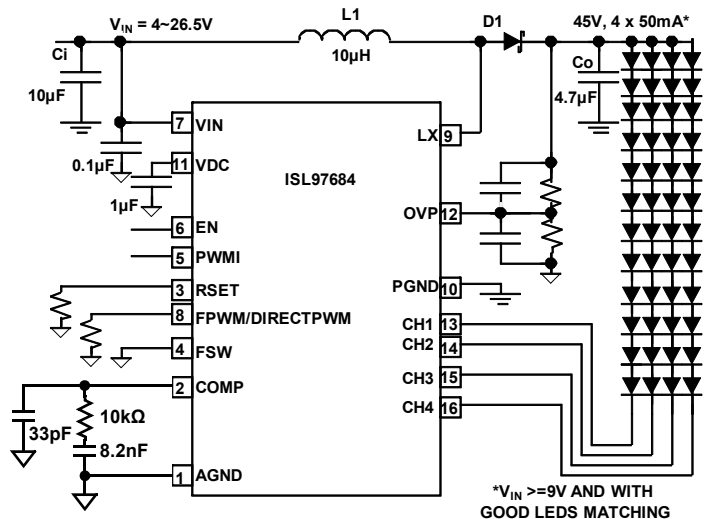 V_IN = 4~26.5V
L1
D1
45V, 4 x 50mA*
Ci
10µH
Co
10µF
4.7µF
7 VIN
LX 9
0.1µF
11 VDC
ISL97684
1µF
OVP 12
6 EN
5 PWMI
3 RSET
PGND 10
8 FPWM/DIRECTPWM
CH1 13
CH2 14
4 FSW
CH3 15
2 COMP
CH4 16
10kΩ
33pF
8.2nF
1 AGND
*V_IN >=9V AND WITH
GOOD LEDS MATCHING